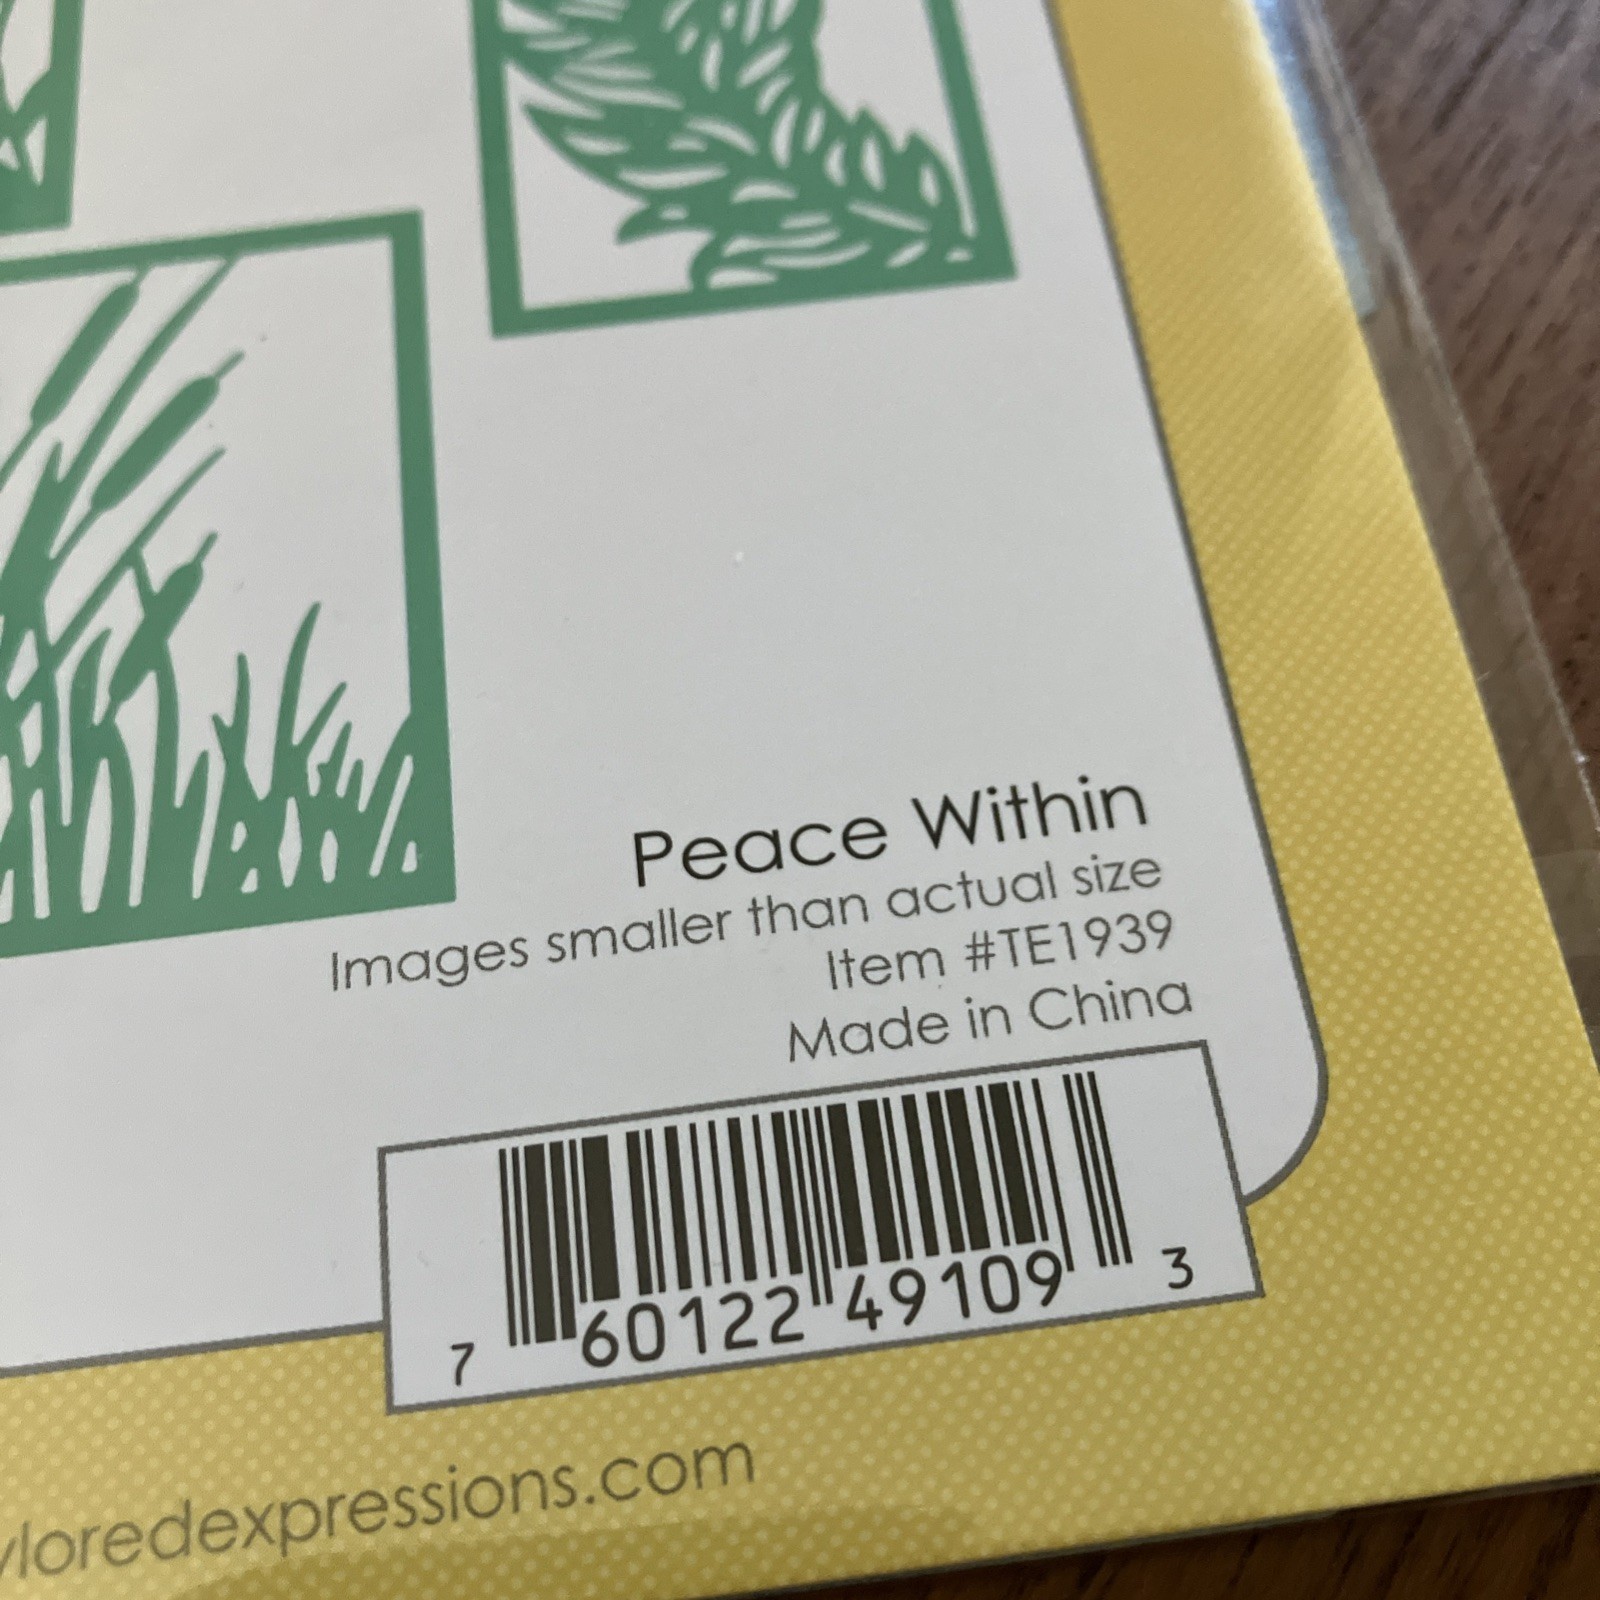 Peace Within
Images smaller than actual size
Item #TE1939
Made in China
7 60122 49109 3
yloredexpressions.com